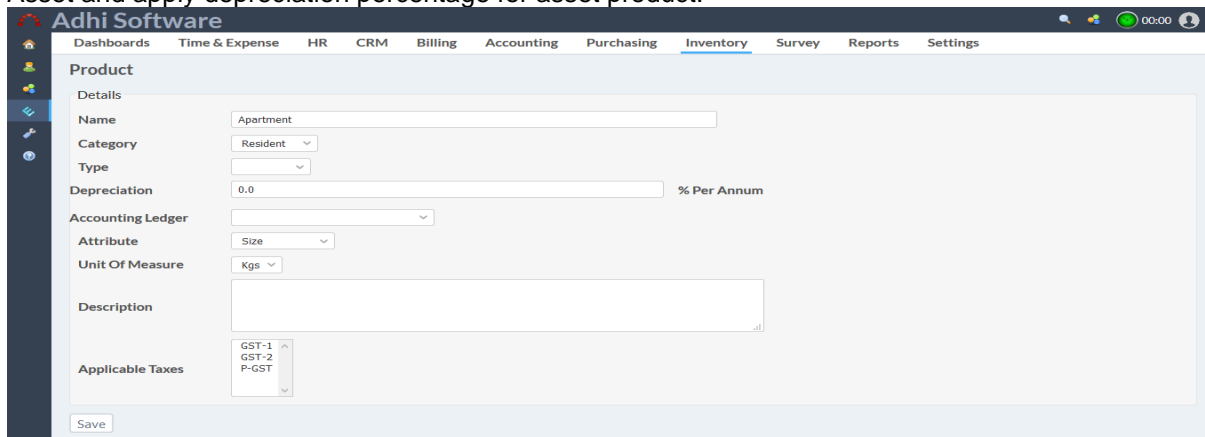 Asset and apply depreciation percentage for asset product.
Adhi Software 00:00
Dashboards Time & Expense HR CRM Billing Accounting Purchasing Inventory Survey Reports Settings
Product
Details
Name Apartment
Category Resident
Type
Depreciation 0.0 % Per Annum
Accounting Ledger
Attribute Size
Unit Of Measure Kgs
Description
Applicable Taxes GST-1
GST-2
P-GST
Save